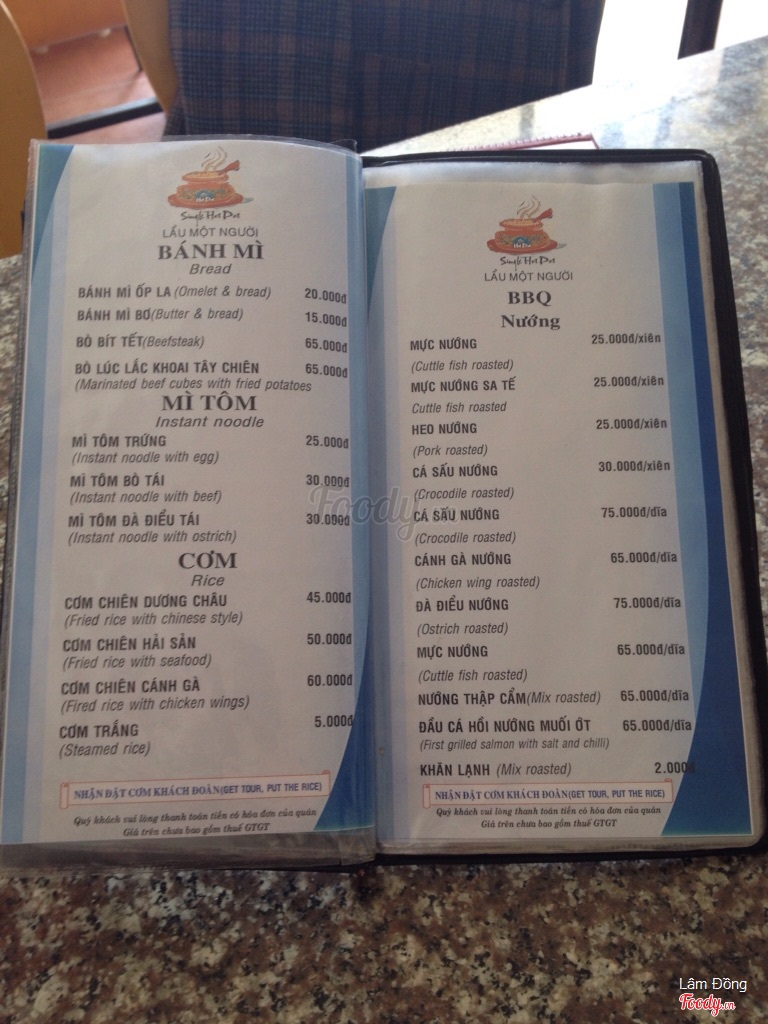 Single Hot Pot
LẨU MỘT NGƯỜI
BÁNH MÌ
Bread
BÁNH MÌ ỐP LA (Omelet & bread) 20.000đ
BÁNH MÌ BƠ (Butter & bread) 15.000đ
BÒ BÍT TẾT (Beefsteak) 65.000đ
BÒ LÚC LẮC KHOAI TÂY CHIÊN 65.000đ
(Marinated beef cubes with fried potatoes
MÌ TÔM
Instant noodle
MÌ TÔM TRỨNG 25.000đ
(Instant noodle with egg)
MÌ TÔM BÒ TÁI 30.000đ
(Instant noodle with beef)
MÌ TÔM ĐÀ ĐIỂU TÁI 30.000đ
(Instant noodle with ostrich)
CƠM
Rice
CƠM CHIÊN DƯƠNG CHÂU 45.000đ
(Fried rice with chinese style)
CƠM CHIÊN HẢI SẢN 50.000đ
(Fried rice with seafood)
CƠM CHIÊN CÁNH GÀ 60.000đ
(Fired rice with chicken wings)
CƠM TRẮNG 5.000đ
(Steamed rice)
NHẬN ĐẶT CƠM KHÁCH ĐOÀN(GET TOUR, PUT THE RICE)
Quý khách vui lòng thanh toán tiền có hóa đơn của quán
Giá trên chưa bao gồm thuế GTGT
Single Hot Pot
LẨU MỘT NGƯỜI
BBQ
Nướng
MỰC NƯỚNG 25.000đ/xiên
(Cuttle fish roasted)
MỰC NƯỚNG SA TẾ 25.000đ/xiên
Cuttle fish roasted
HEO NƯỚNG 25.000đ/xiên
(Pork roasted)
CÁ SẤU NƯỚNG 30.000đ/xiên
(Crocodile roasted)
CÁ SẤU NƯỚNG 75.000đ/dĩa
(Crocodile roasted)
CÁNH GÀ NƯỚNG 65.000đ/dĩa
(Chicken wing roasted)
ĐÀ ĐIỂU NƯỚNG 75.000đ/dĩa
(Ostrich roasted)
MỰC NƯỚNG 65.000đ/dĩa
(Cuttle fish roasted)
NƯỚNG THẬP CẨM (Mix roasted) 65.000đ/dĩa
ĐẦU CÁ HỒI NƯỚNG MUỐI ỚT 65.000đ/dĩa
(First grilled salmon with salt and chilli)
KHĂN LẠNH (Mix roasted) 2.000đ
NHẬN ĐẶT CƠM KHÁCH ĐOÀN(GET TOUR, PUT THE RICE)
Quý khách vui lòng thanh toán tiền có hóa đơn của quán
Giá trên chưa bao gồm thuế GTGT
Foody.vn
Lâm Đồng
Foody.vn